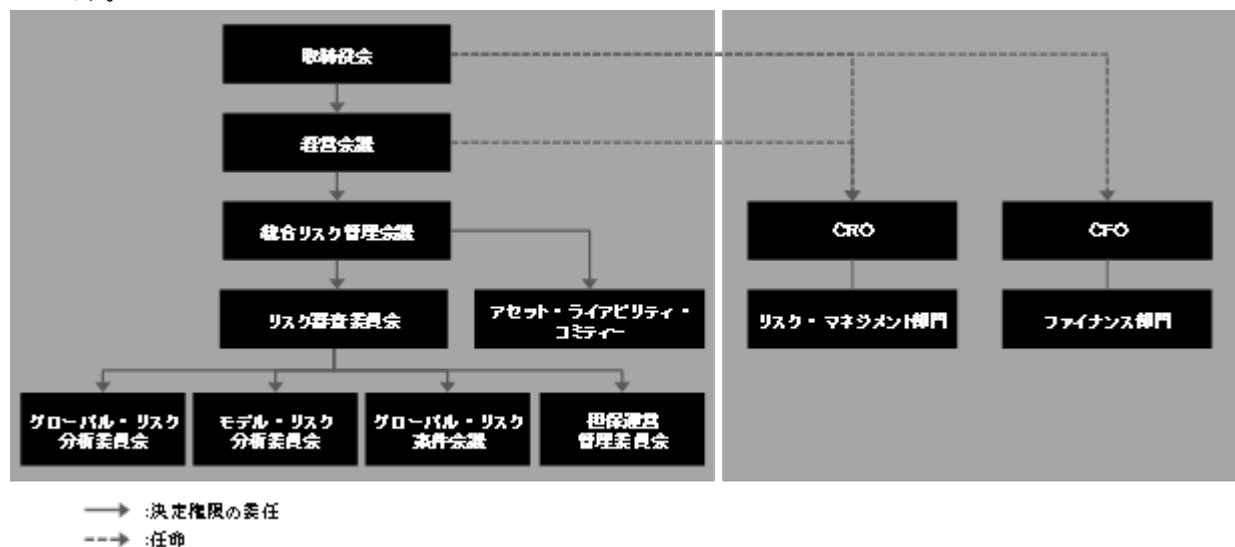 取締役会
経営会議
統合リスク管理会議
CRO
CFO
リスク審査委員会
アセット・ライアビリティ・
コミティー
リスク・マネジメント部門
ファイナンス部門
グローバル・リスク
分析委員会
モデル・リスク
分析委員会
グローバル・リスク
案件会議
担保運営
管理委員会
:決定権限の委任
:任命